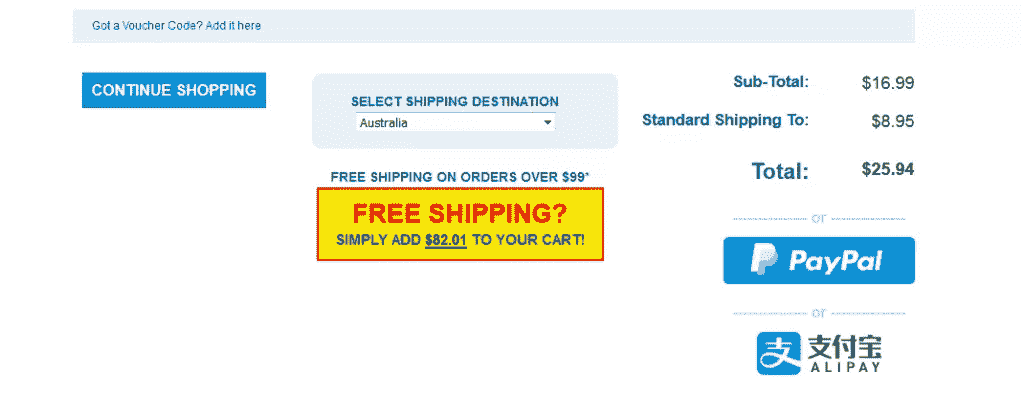 Got a Voucher Code? Add it here
CONTINUE SHOPPING
SELECT SHIPPING DESTINATION
Australia
FREE SHIPPING ON ORDERS OVER $99*
FREE SHIPPING?
SIMPLY ADD $82.01 TO YOUR CART!
Sub-Total: $16.99
Standard Shipping To: $8.95
Total: $25.94
or
PayPal
or
支付宝
ALIPAY